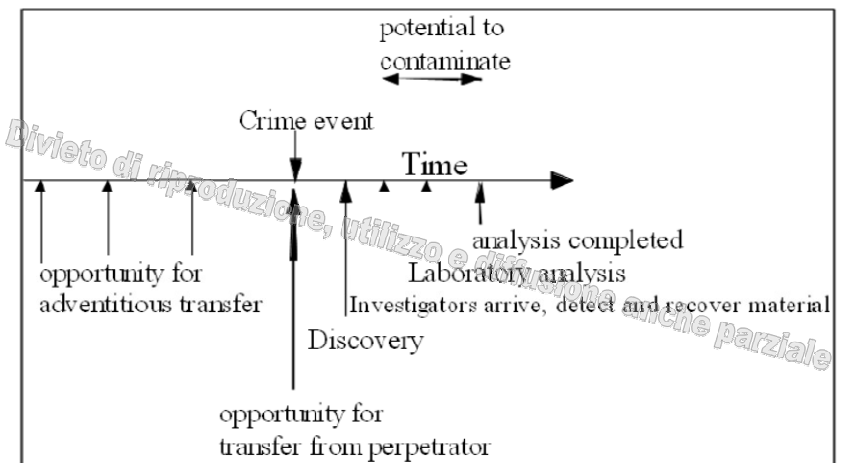 potential to
contaminate
Crime event
Time
analysis completed
Laboratory analysis
opportunity for
adventitious transfer
Investigators arrive, detect and recover material
Discovery
opportunity for
transfer from perpetrator
Divieto di riproduzione, utilizzo e diffusione anche parziale